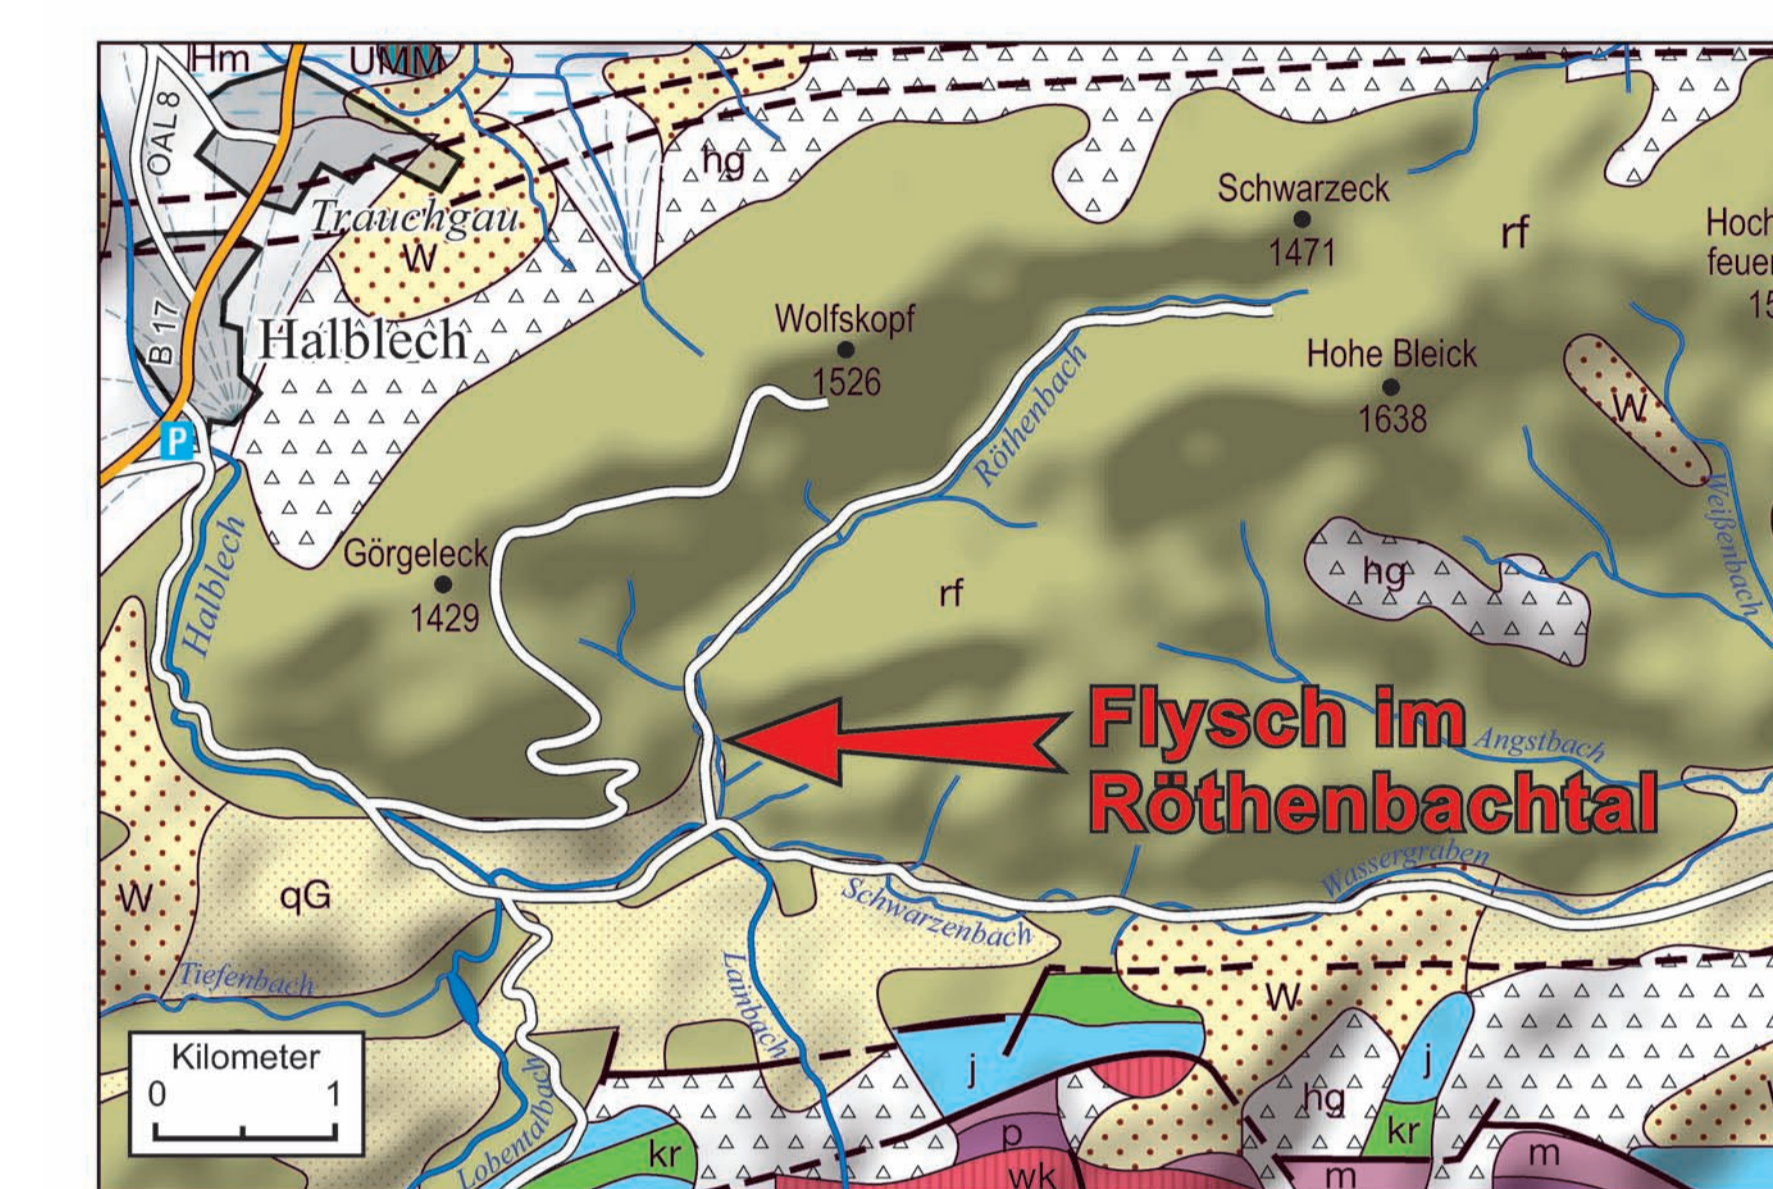 Hm
UMM
OAL8
hg
Trauchgau
W
Schwarzeck
1471
rf
Hoch
feuer
15
B 17
Halblech
P
Wolfskopf
1526
Röthenbach
Hohe Bleick
1638
W
Weißenbach
Halblech
Görgeleck
1429
rf
hg
Flysch im
Röthenbachtal
Angstbach
Wassergraben
W
qG
Schwarzenbach
Tiefenbach
Lainbach
W
Kilometer
0 1
j
j
hg
Lobentalbach
kr
p
wk
kr
m
m